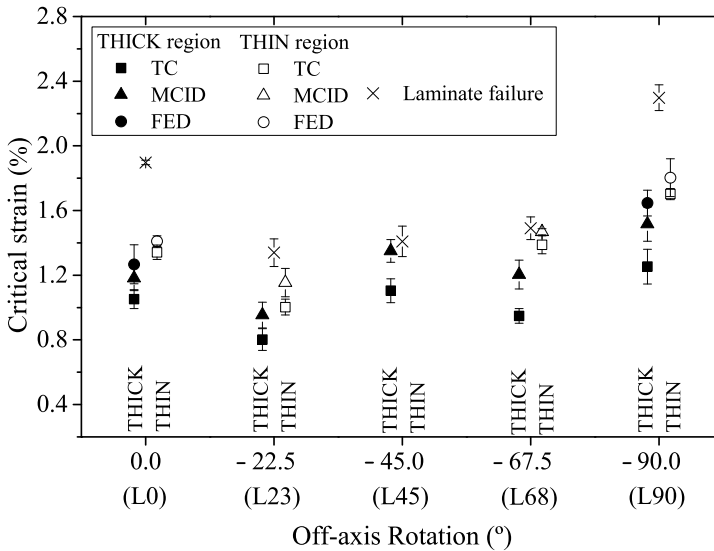 2.8
2.4
2.0
1.6
1.2
0.8
0.4
Critical strain (%)
THICK region THIN region
TC TC
MCID MCID Laminate failure
FED FED
THICK THIN THICK THIN THICK THIN THICK THIN THICK THIN
0.0 - 22.5 - 45.0 - 67.5 - 90.0
(L0) (L23) (L45) (L68) (L90)
Off-axis Rotation (º)